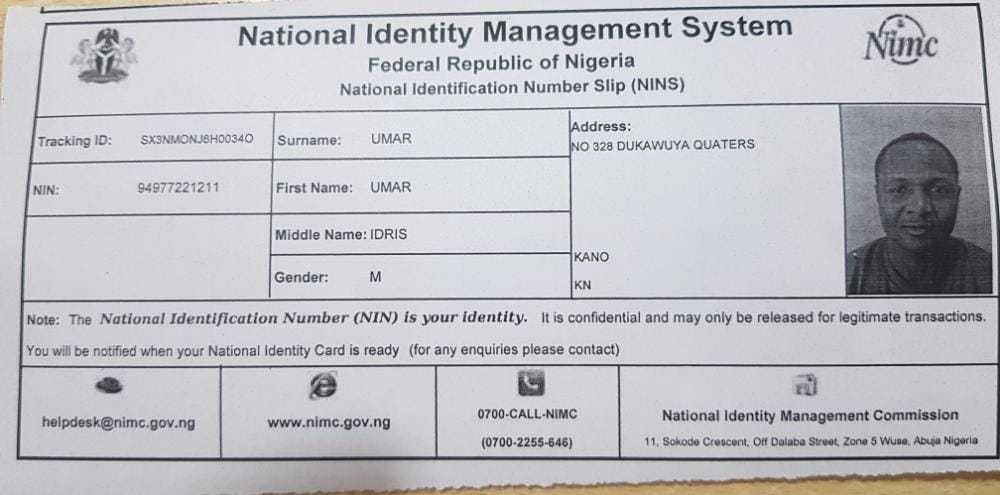 National Identity Management System
Federal Republic of Nigeria
National Identification Number Slip (NINS)
Nimc
Tracking ID: SX3NMONJ6H0034O
Surname: UMAR
Address:
NO 328 DUKAWUYA QUATERS
NIN: 94977221211
First Name: UMAR
Middle Name: IDRIS
KANO
Gender: M
KN
Note: The National Identification Number (NIN) is your identity. It is confidential and may only be released for legitimate transactions.
You will be notified when your National Identity Card is ready (for any enquiries please contact)
helpdesk@nimc.gov.ng
www.nimc.gov.ng
0700-CALL-NIMC
(0700-2255-646)
National Identity Management Commission
11, Sokode Crescent, Off Dalaba Street, Zone 5 Wuse, Abuja Nigeria